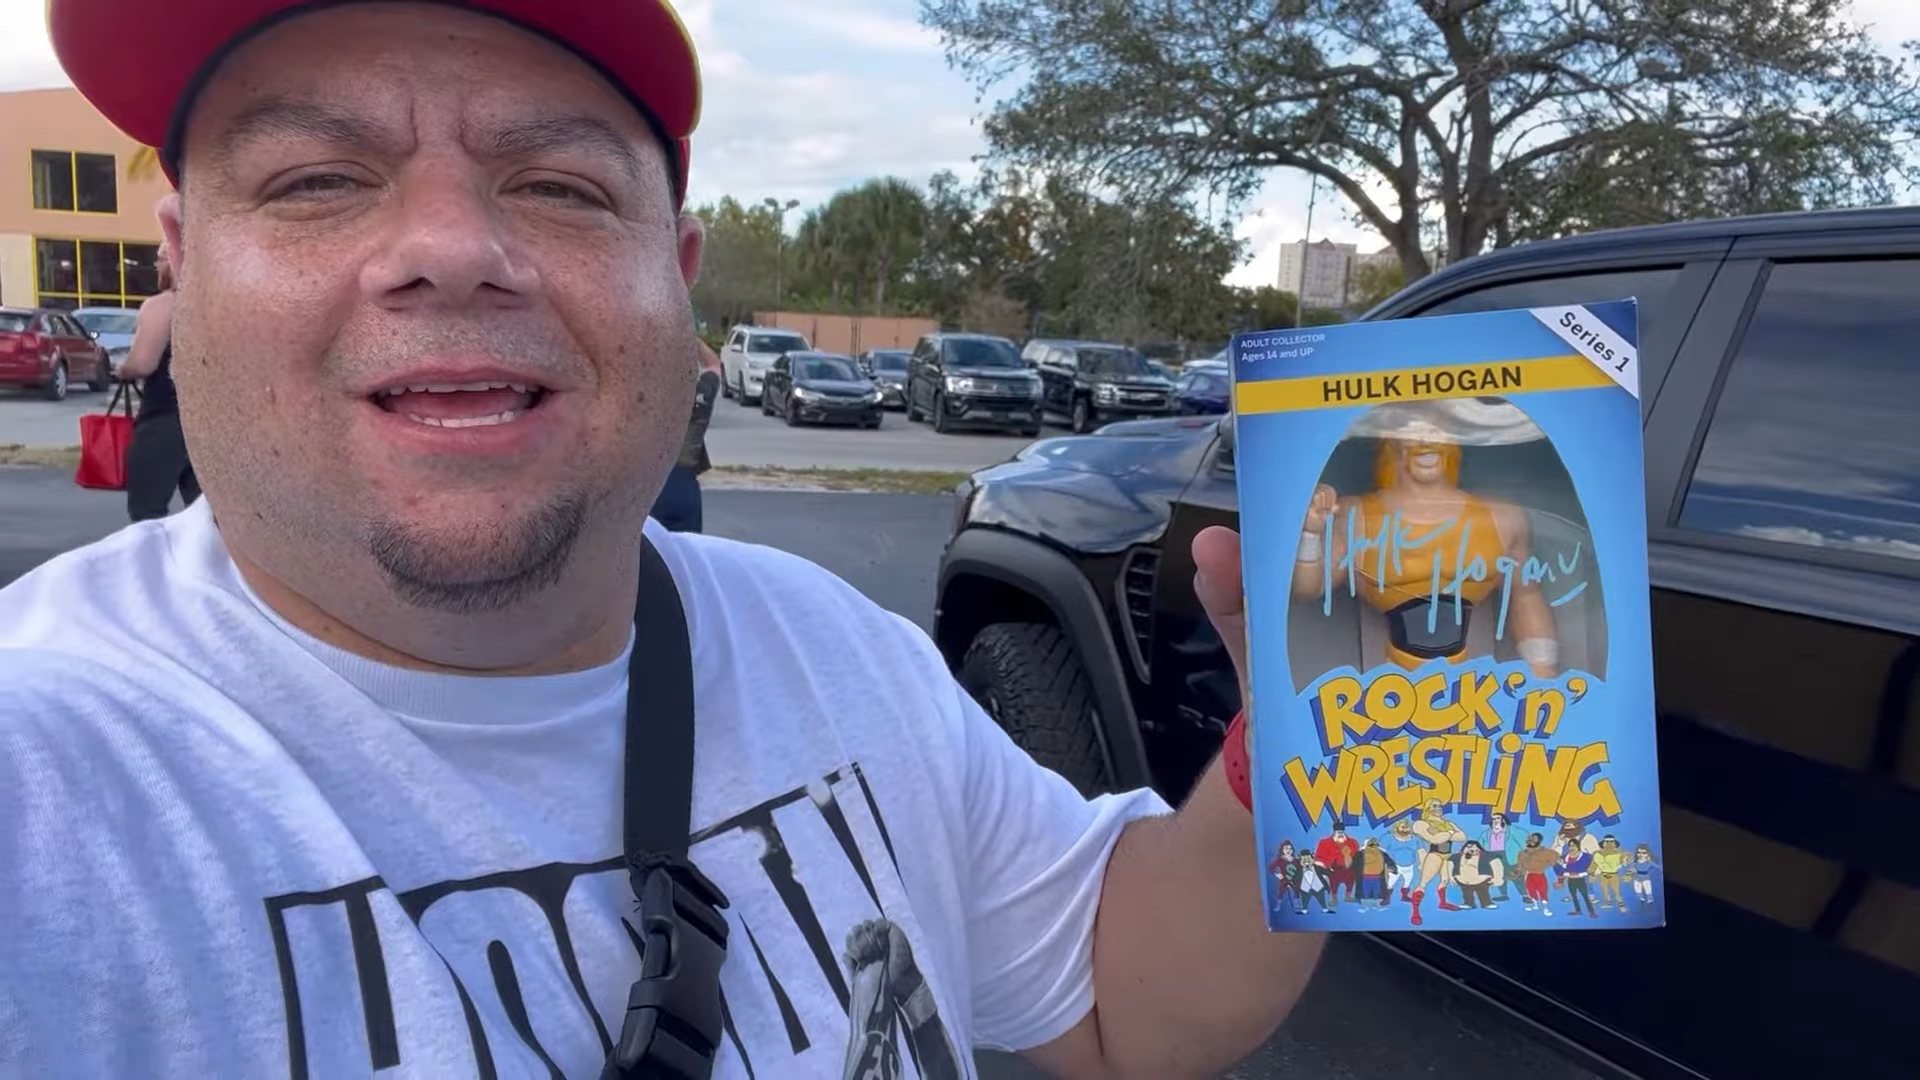 ADULT COLLECTOR
Ages 14 and UP
Series 1
HULK HOGAN
Hulk Hogan
ROCK 'n'
WRESTLiNG